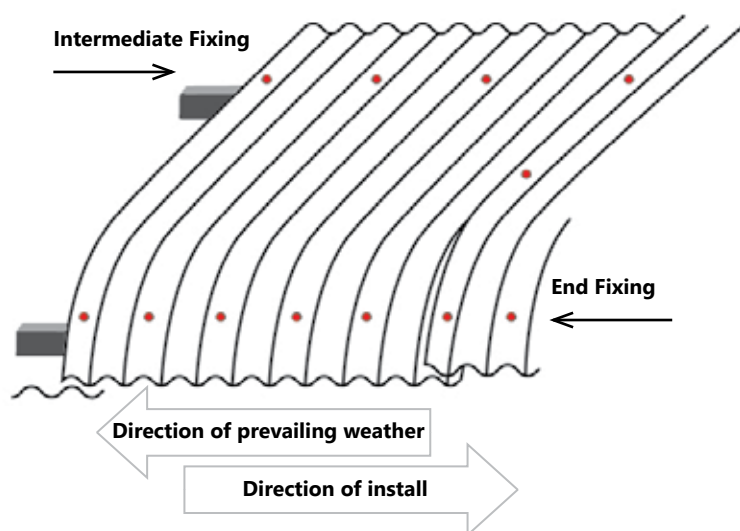 Intermediate Fixing
End Fixing
Direction of prevailing weather
Direction of install